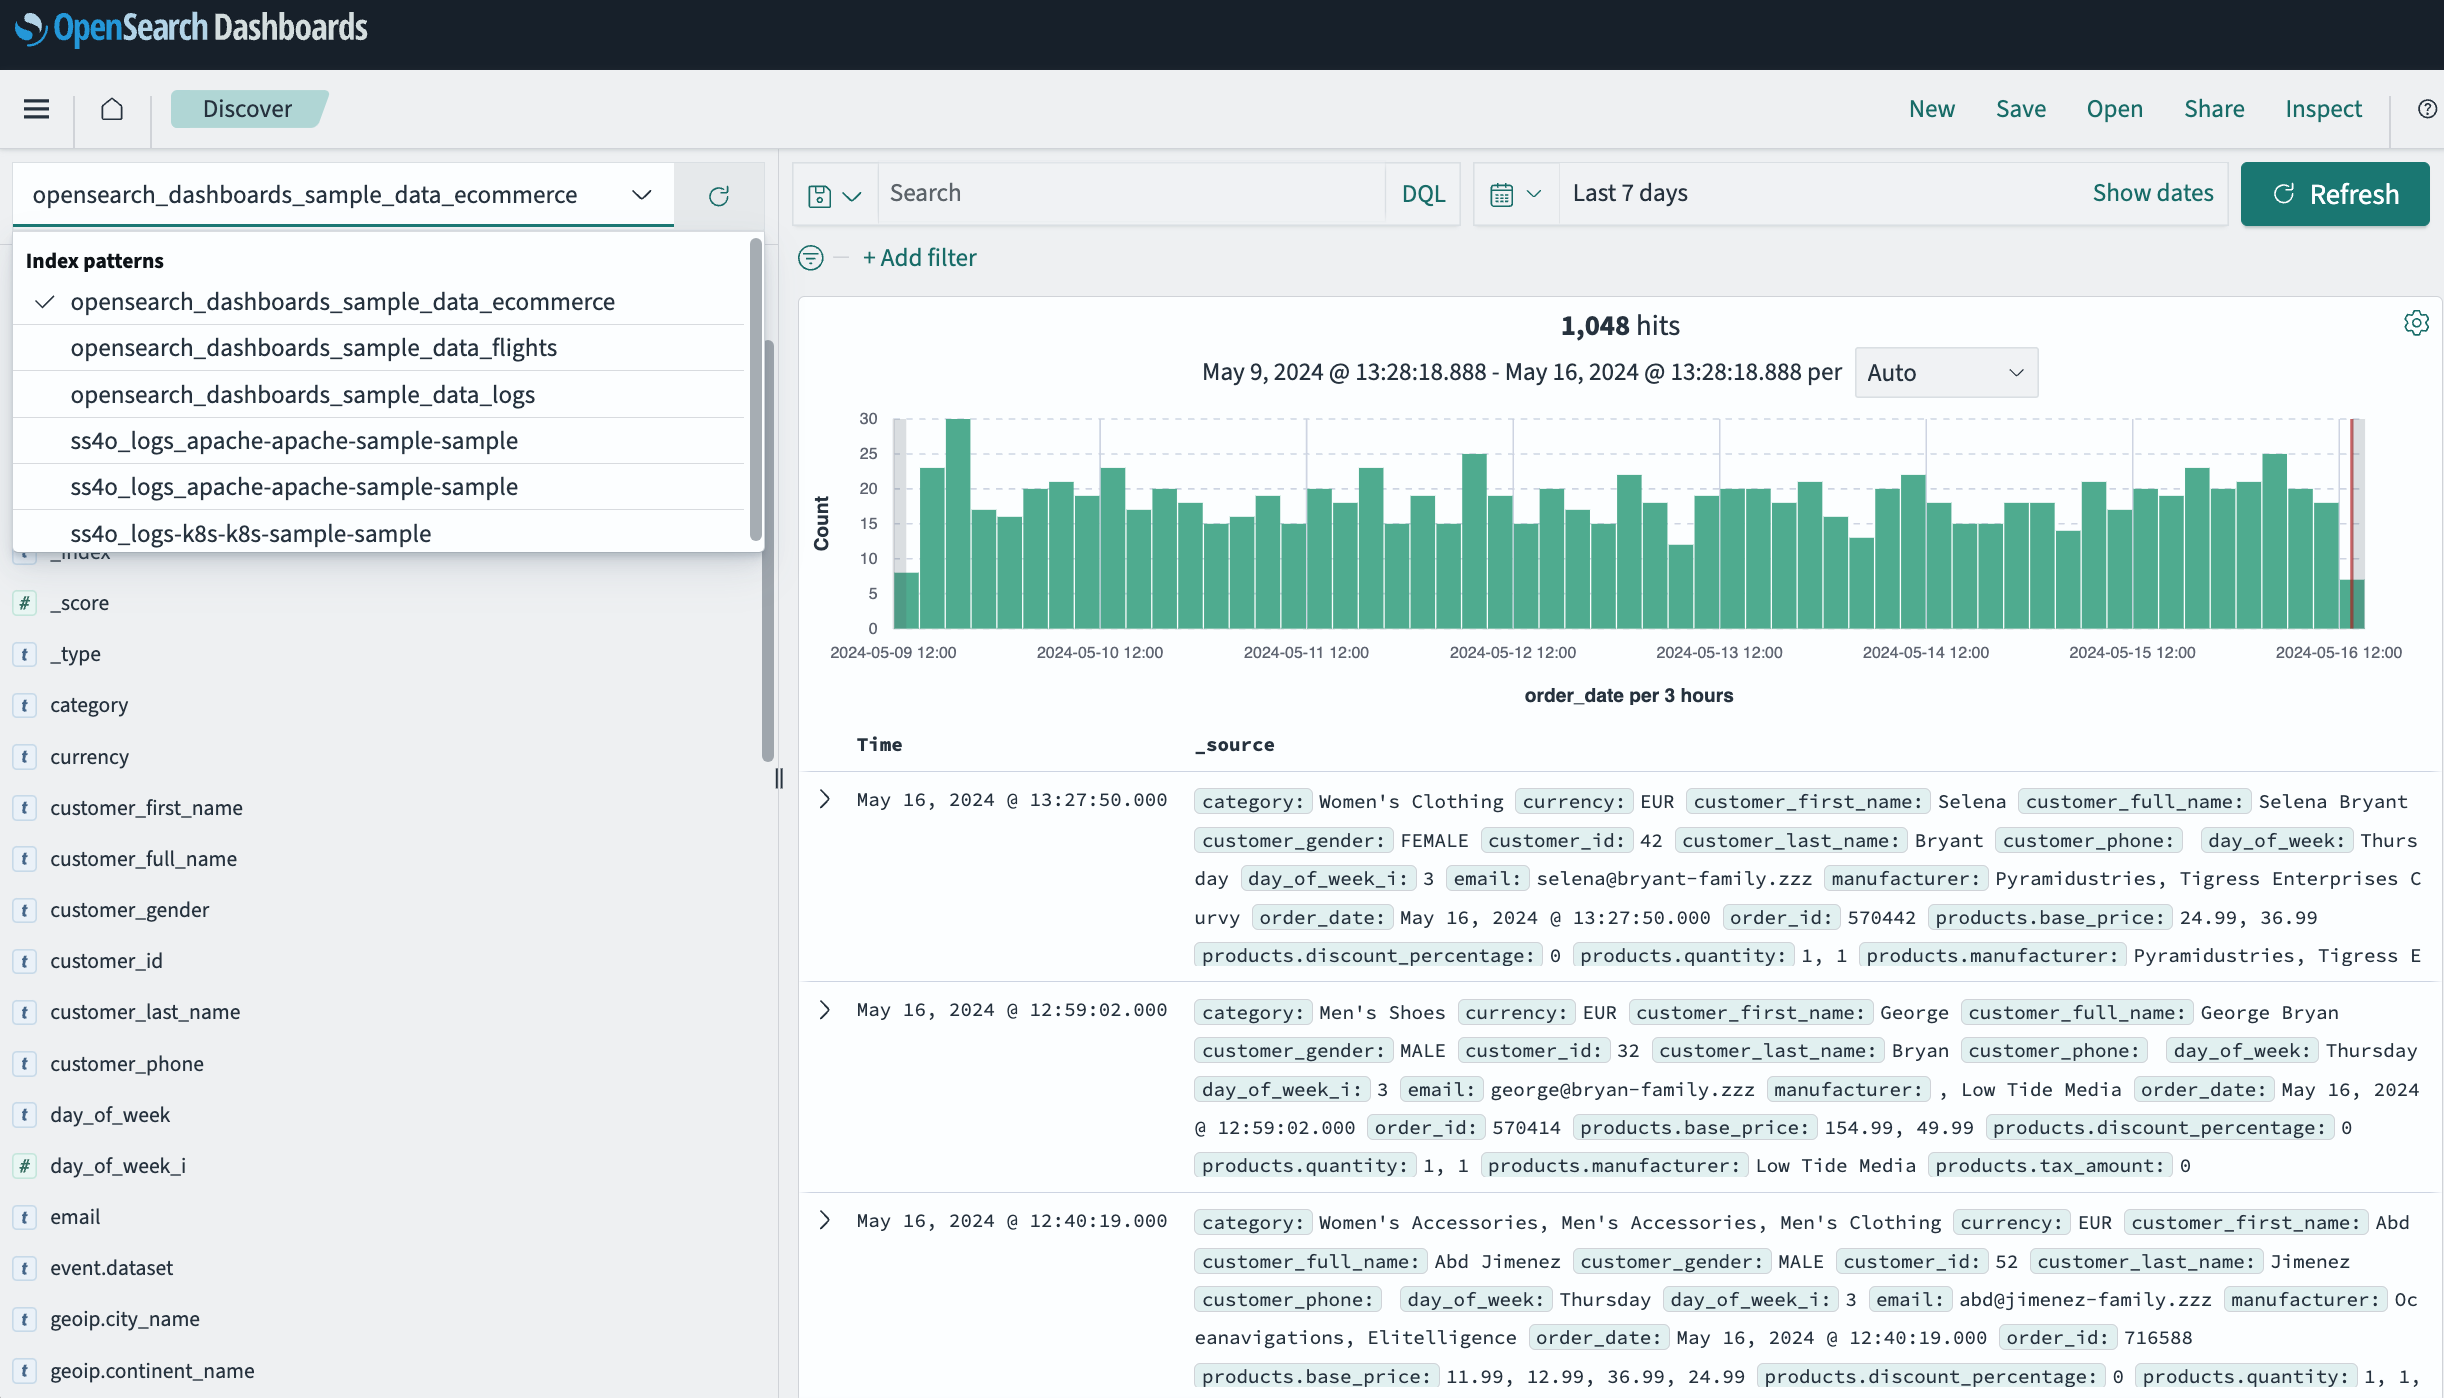 OpenSearch Dashboards
Discover
New Save Open Share Inspect
opensearch_dashboards_sample_data_ecommerce
Search DQL
Last 7 days Show dates
Refresh
+ Add filter
Index patterns
opensearch_dashboards_sample_data_ecommerce
opensearch_dashboards_sample_data_flights
opensearch_dashboards_sample_data_logs
ss4o_logs_apache-apache-sample-sample
ss4o_logs_apache-apache-sample-sample
ss4o_logs-k8s-k8s-sample-sample
t _index
# _score
t _type
t category
t currency
t customer_first_name
t customer_full_name
t customer_gender
t customer_id
t customer_last_name
t customer_phone
t day_of_week
# day_of_week_i
t email
t event.dataset
t geoip.city_name
t geoip.continent_name
1,048 hits
May 9, 2024 @ 13:28:18.888 - May 16, 2024 @ 13:28:18.888 per Auto
Count
30
25
20
15
10
5
0
2024-05-09 12:00 2024-05-10 12:00 2024-05-11 12:00 2024-05-12 12:00 2024-05-13 12:00 2024-05-14 12:00 2024-05-15 12:00 2024-05-16 12:00
order_date per 3 hours
Time _source
May 16, 2024 @ 13:27:50.000 category: Women's Clothing currency: EUR customer_first_name: Selena customer_full_name: Selena Bryant
customer_gender: FEMALE customer_id: 42 customer_last_name: Bryant customer_phone: day_of_week: Thurs
day day_of_week_i: 3 email: selena@bryant-family.zzz manufacturer: Pyramidustries, Tigress Enterprises C
urvy order_date: May 16, 2024 @ 13:27:50.000 order_id: 570442 products.base_price: 24.99, 36.99
products.discount_percentage: 0 products.quantity: 1, 1 products.manufacturer: Pyramidustries, Tigress E
May 16, 2024 @ 12:59:02.000 category: Men's Shoes currency: EUR customer_first_name: George customer_full_name: George Bryan
customer_gender: MALE customer_id: 32 customer_last_name: Bryan customer_phone: day_of_week: Thursday
day_of_week_i: 3 email: george@bryan-family.zzz manufacturer: , Low Tide Media order_date: May 16, 2024
@ 12:59:02.000 order_id: 570414 products.base_price: 154.99, 49.99 products.discount_percentage: 0
products.quantity: 1, 1 products.manufacturer: Low Tide Media products.tax_amount: 0
May 16, 2024 @ 12:40:19.000 category: Women's Accessories, Men's Accessories, Men's Clothing currency: EUR customer_first_name: Abd
customer_full_name: Abd Jimenez customer_gender: MALE customer_id: 52 customer_last_name: Jimenez
customer_phone: day_of_week: Thursday day_of_week_i: 3 email: abd@jimenez-family.zzz manufacturer: Oc
eanavigations, Elitelligence order_date: May 16, 2024 @ 12:40:19.000 order_id: 716588
products.base_price: 11.99, 12.99, 36.99, 24.99 products.discount_percentage: 0 products.quantity: 1, 1,